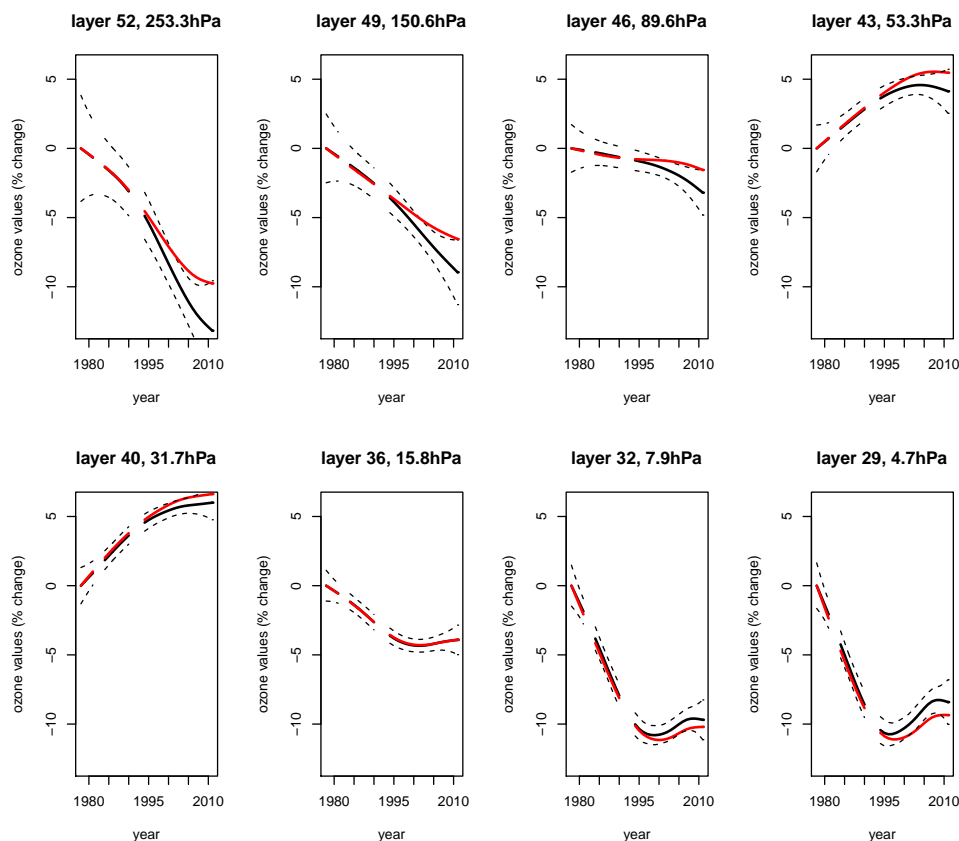 layer 52, 253.3hPa
ozone values (% change)
5
0
−5
−10
1980
1995
2010
year
layer 49, 150.6hPa
ozone values (% change)
5
0
−5
−10
1980
1995
2010
year
layer 46, 89.6hPa
ozone values (% change)
5
0
−5
−10
1980
1995
2010
year
layer 43, 53.3hPa
ozone values (% change)
5
0
−5
−10
1980
1995
2010
year
layer 40, 31.7hPa
ozone values (% change)
5
0
−5
−10
1980
1995
2010
year
layer 36, 15.8hPa
ozone values (% change)
5
0
−5
−10
1980
1995
2010
year
layer 32, 7.9hPa
ozone values (% change)
5
0
−5
−10
1980
1995
2010
year
layer 29, 4.7hPa
ozone values (% change)
5
0
−5
−10
1980
1995
2010
year